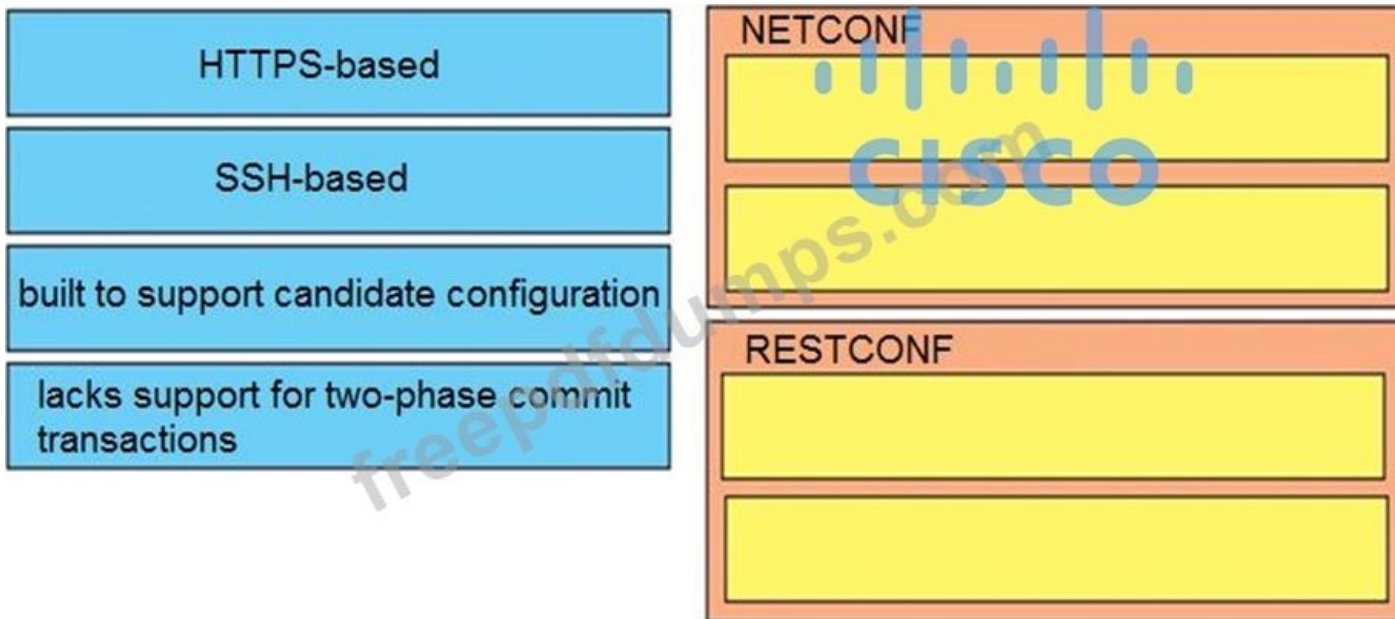 HTTPS-based
SSH-based
built to support candidate configuration
lacks support for two-phase commit
transactions
NETCONF
CISCO
RESTCONF
freepdfdumps.com